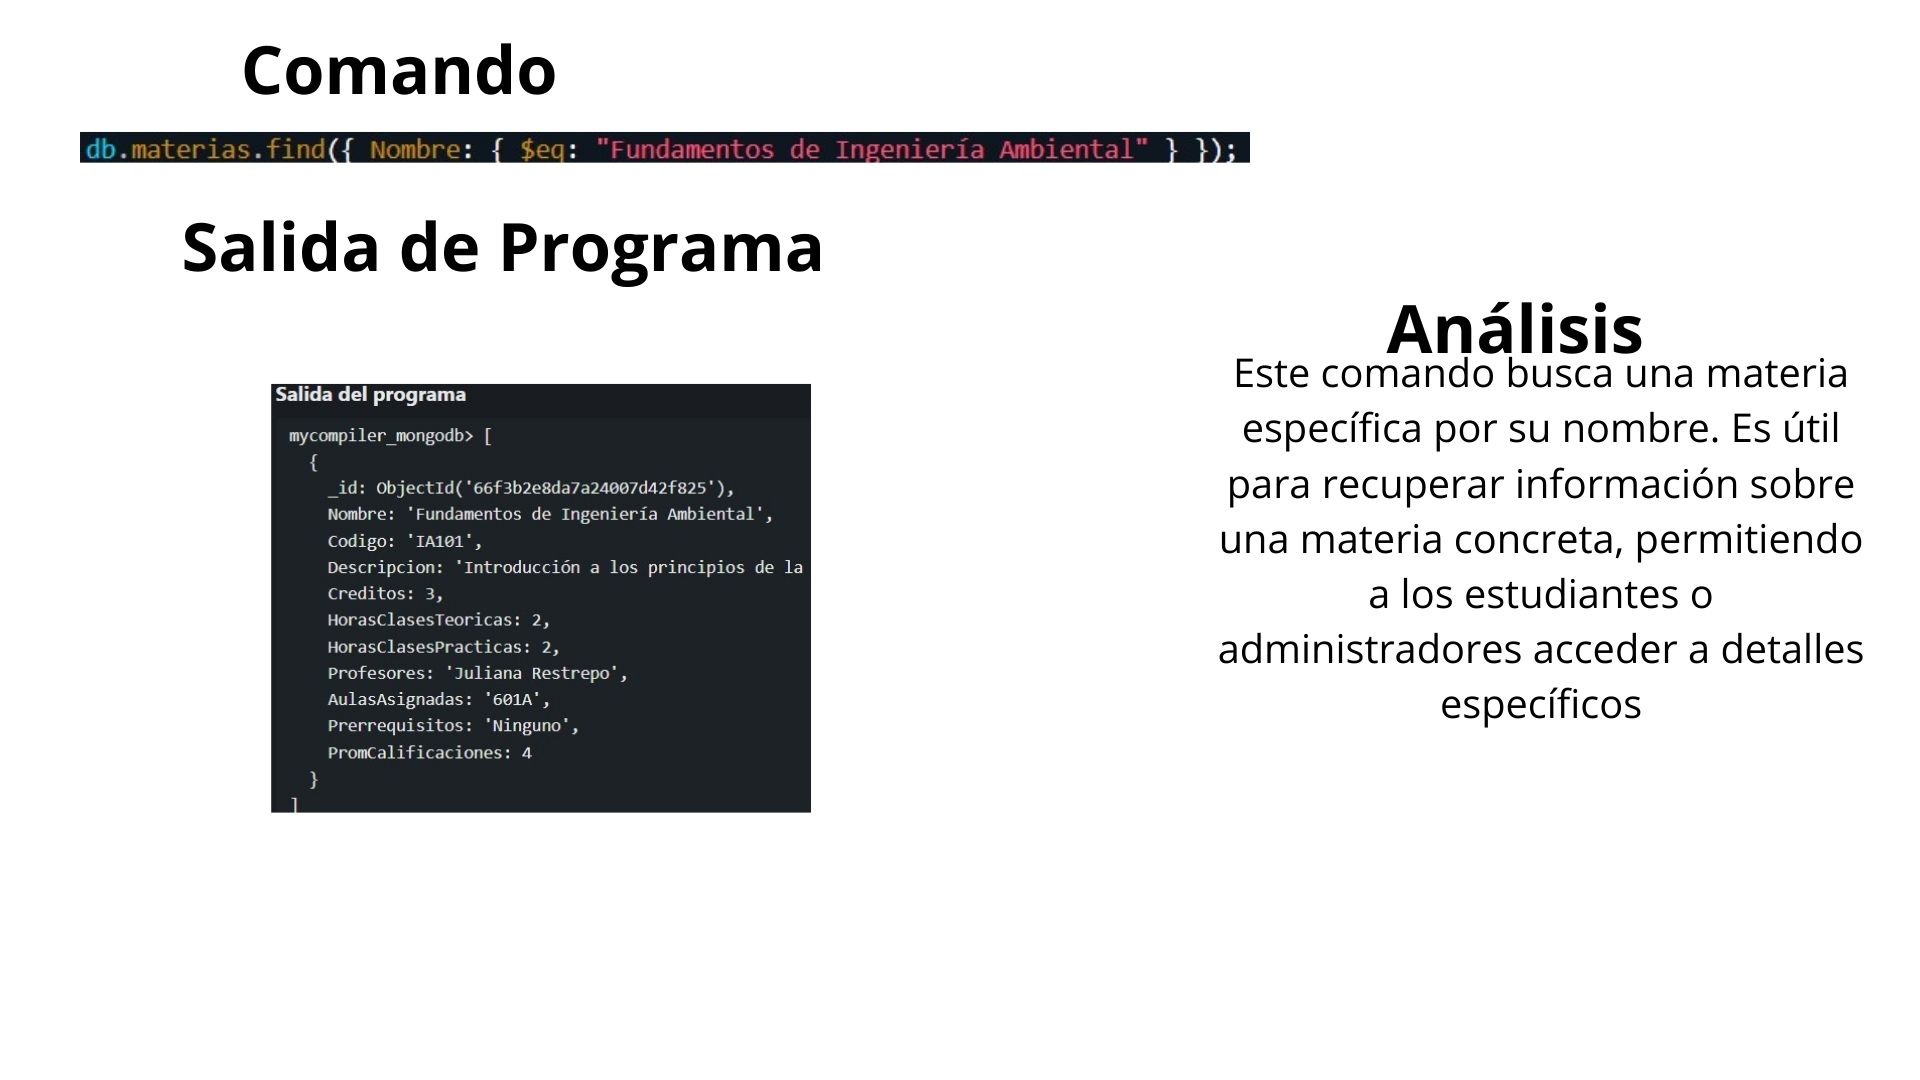 Comando
db.materias.find({ Nombre: { $eq: "Fundamentos de Ingeniería Ambiental" } });
Salida de Programa
Salida del programa
mycompiler_mongodb> [
{
_id: ObjectId('66f3b2e8da7a24007d42f825'),
Nombre: 'Fundamentos de Ingeniería Ambiental',
Codigo: 'IA101',
Descripcion: 'Introducción a los principios de la
Creditos: 3,
HorasClasesTeoricas: 2,
HorasClasesPracticas: 2,
Profesores: 'Juliana Restrepo',
AulasAsignadas: '601A',
Prerrequisitos: 'Ninguno',
PromCalificaciones: 4
}
]
Análisis
Este comando busca una materia
específica por su nombre. Es útil
para recuperar información sobre
una materia concreta, permitiendo
a los estudiantes o
administradores acceder a detalles
específicos